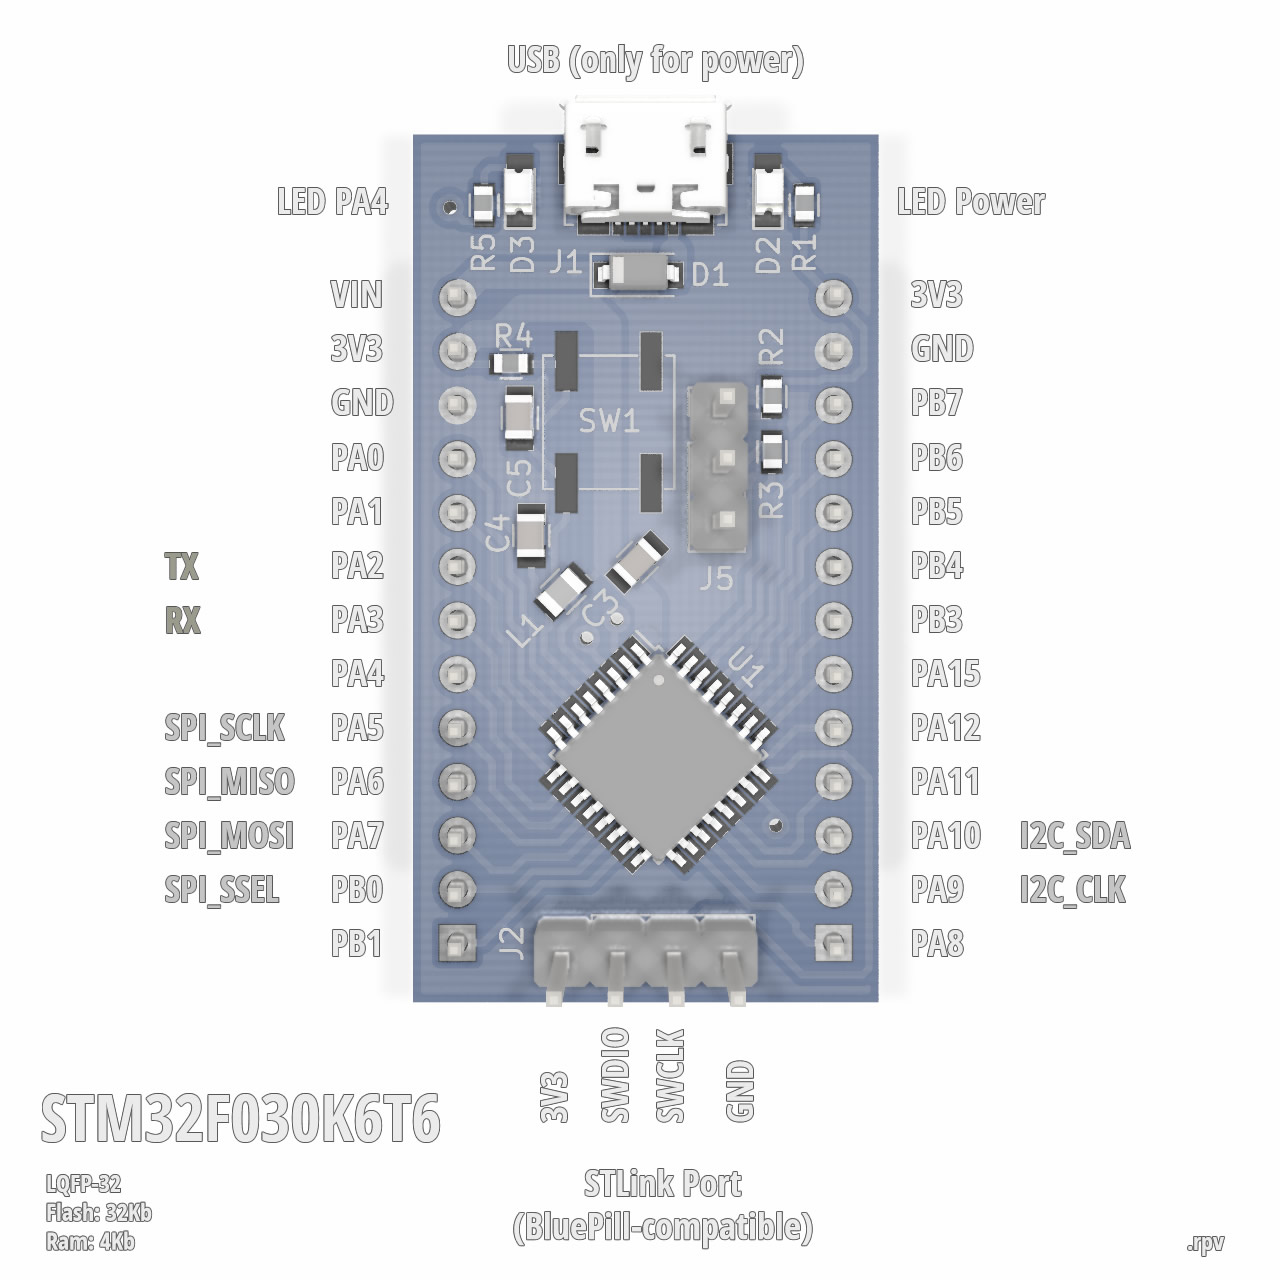 USB (only for power)
LED PA4
LED Power
R5
D3
J1
D1
D2
R1
VIN
3V3
3V3
R4
R2
GND
GND
PB7
SW1
PA0
PB6
C5
R3
PA1
PB5
C4
TX
PA2
J5
PB4
RX
PA3
L1
C3
PB3
PA4
U1
PA15
SPI_SCLK
PA5
PA12
SPI_MISO
PA6
PA11
SPI_MOSI
PA7
PA10
I2C_SDA
SPI_SSEL
PB0
PA9
I2C_CLK
PB1
J2
PA8
3V3
SWDIO
SWCLK
GND
STM32F030K6T6
LQFP-32
Flash: 32Kb
Ram: 4Kb
STLink Port
(BluePill-compatible)
.rpv